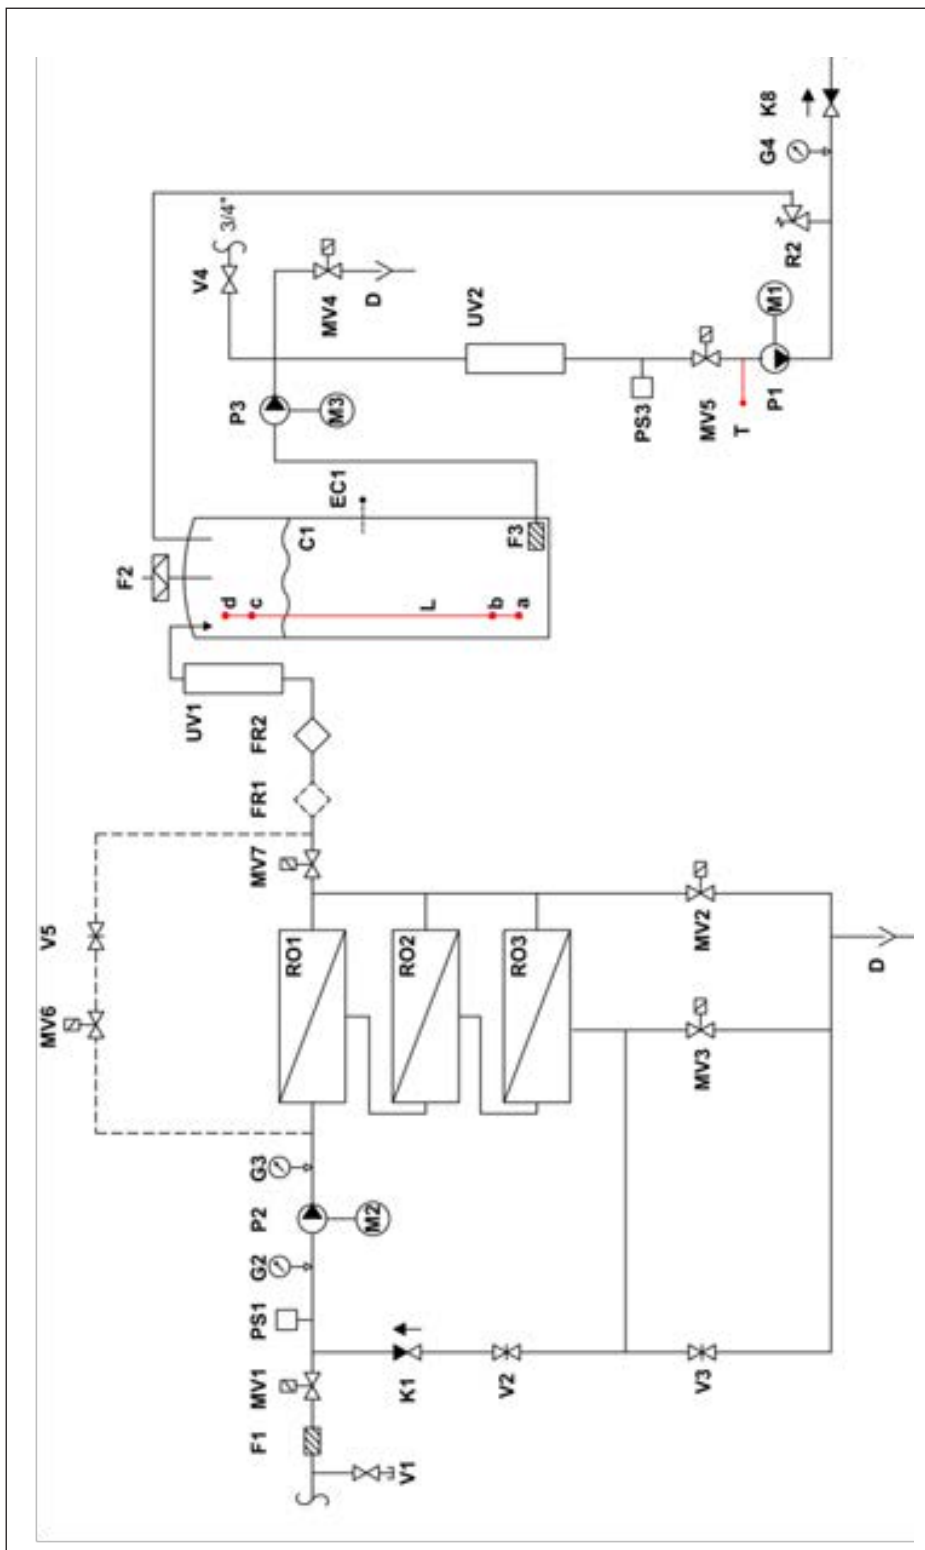 K8
G4
3/4"
V4
R2
MV4
D
UV2
M1
P3
M3
PS3
MV5
T
P1
EC1
F2
C1
F3
d
c
L
b
a
UV1
FR2
FR1
MV7
V5
MV6
RO1
RO2
RO3
MV2
D
MV3
G3
P2
M2
G2
PS1
MV1
K1
V2
V3
F1
V1